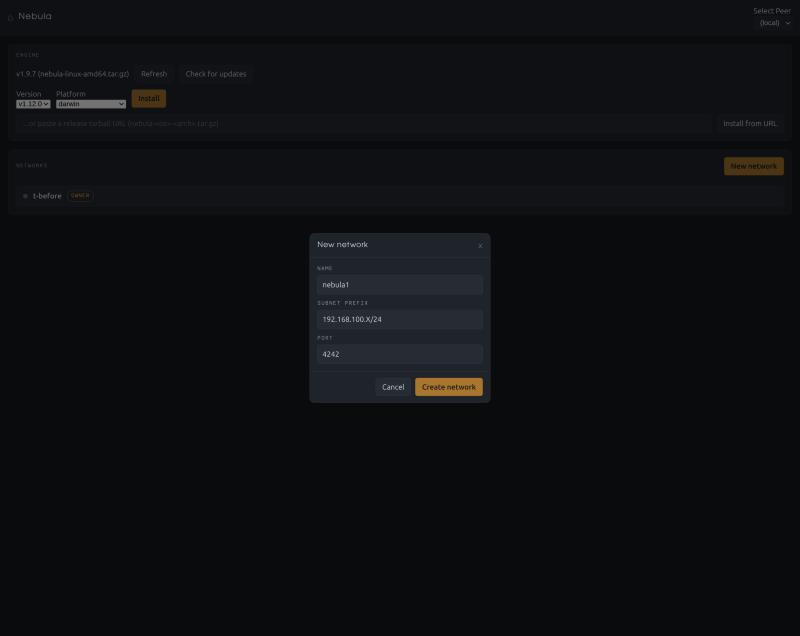 Nebula
Select Peer
(local)
ENGINE
v1.9.7 (nebula-linux-amd64.tar.gz) Refresh Check for updates
Version Platform
v1.12.0 darwin Install
...or paste a release tarball URL (nebula-<os>-<arch>.tar.gz) Install from URL
NETWORKS New network
t-before OWNER
New network x
NAME
nebula1
SUBNET PREFIX
192.168.100.X/24
PORT
4242
Cancel Create network